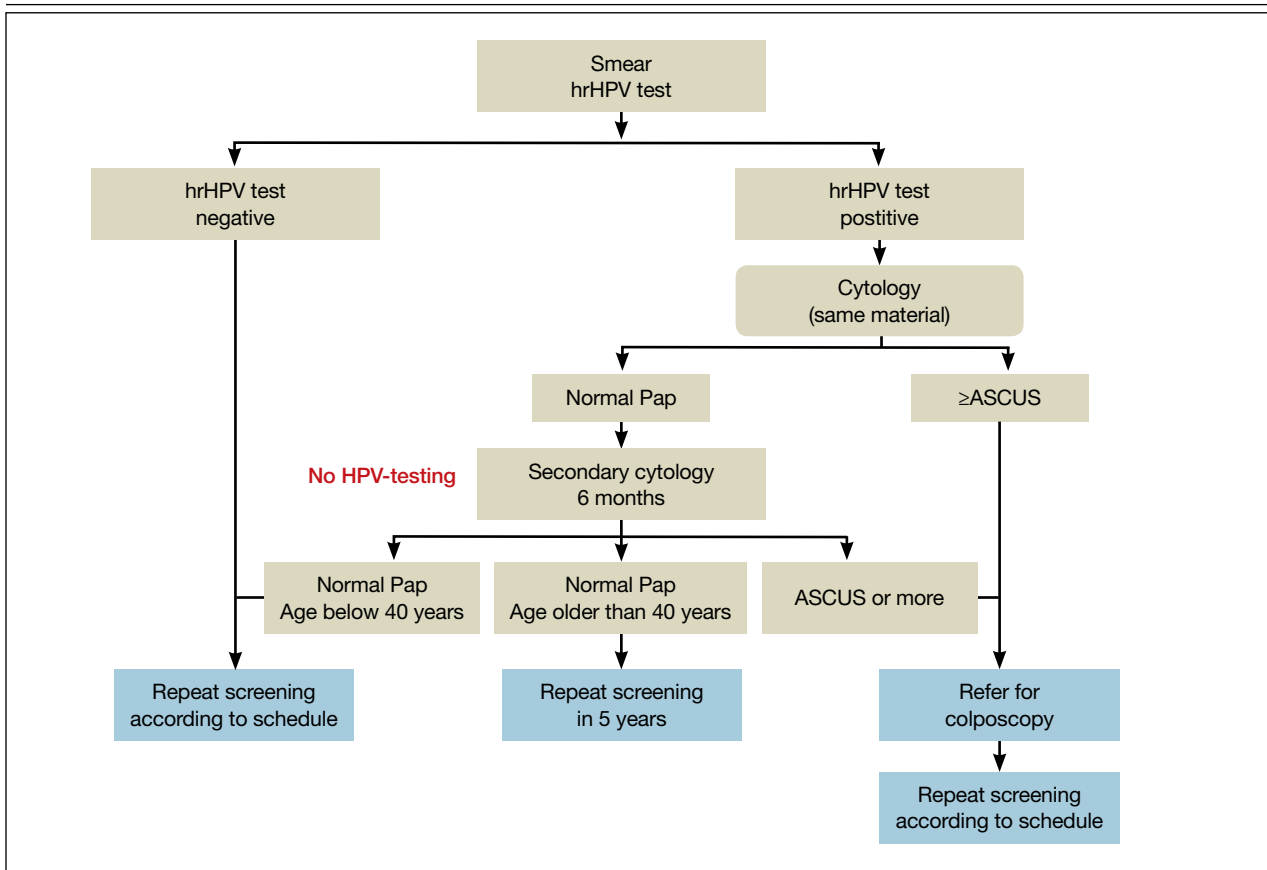 Smear
hrHPV test
hrHPV test
negative
hrHPV test
postitive
Cytology
(same material)
Normal Pap
≥ASCUS
No HPV-testing
Secondary cytology
6 months
Normal Pap
Age below 40 years
Normal Pap
Age older than 40 years
ASCUS or more
Repeat screening
according to schedule
Repeat screening
in 5 years
Refer for
colposcopy
Repeat screening
according to schedule